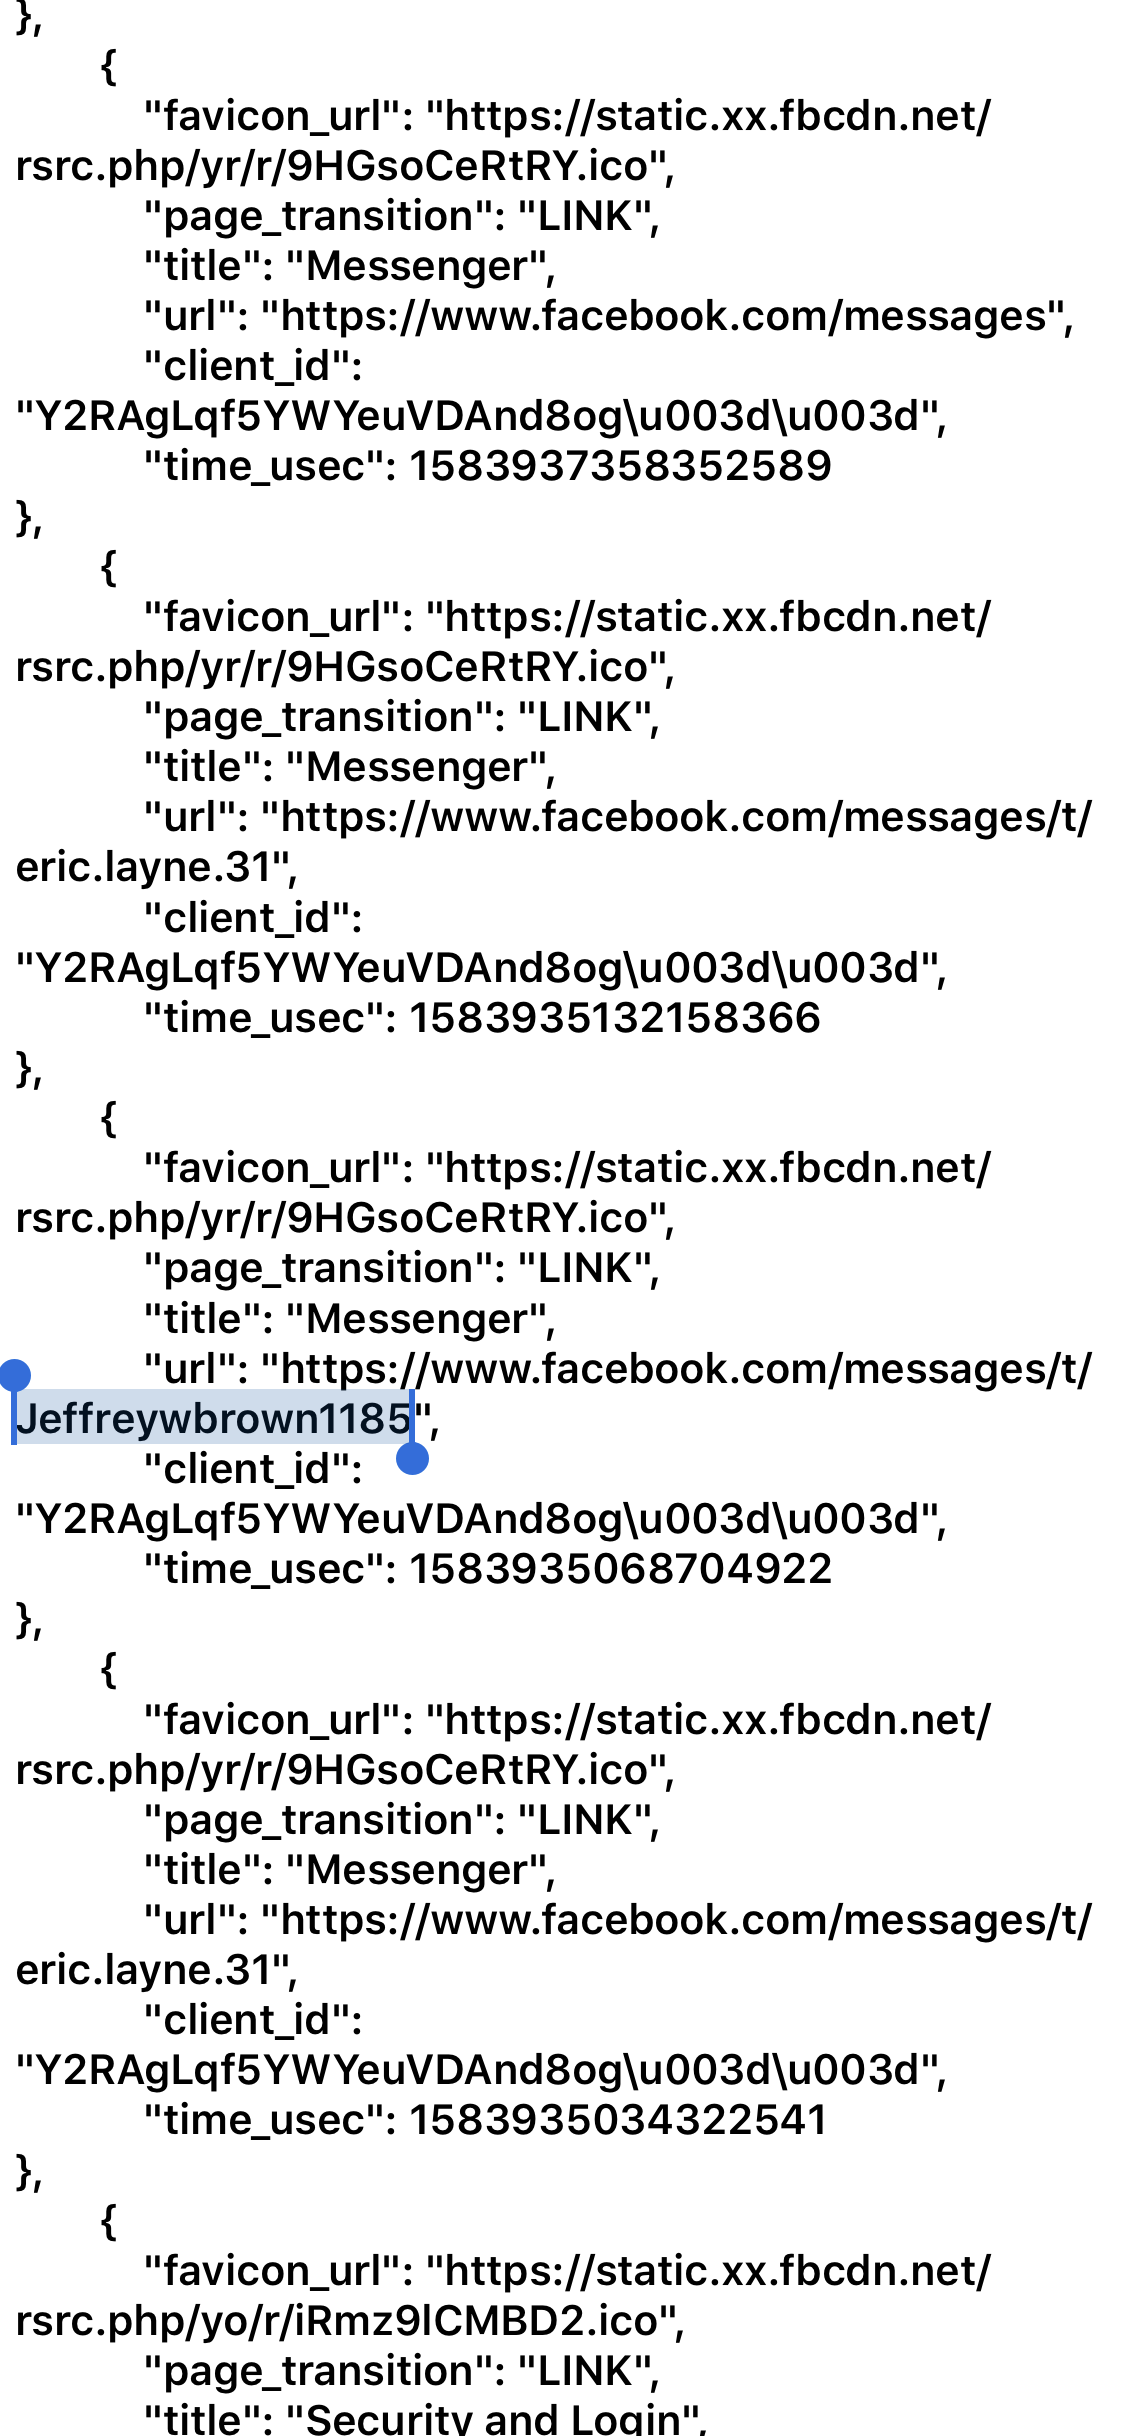 },
{
"favicon_url": "https://static.xx.fbcdn.net/
rsrc.php/yr/r/9HGsoCeRtRY.ico",
"page_transition": "LINK",
"title": "Messenger",
"url": "https://www.facebook.com/messages",
"client_id":
"Y2RAgLqf5YWYeuVDAnd8og\u003d\u003d",
"time_usec": 1583937358352589
},
{
"favicon_url": "https://static.xx.fbcdn.net/
rsrc.php/yr/r/9HGsoCeRtRY.ico",
"page_transition": "LINK",
"title": "Messenger",
"url": "https://www.facebook.com/messages/t/
eric.layne.31",
"client_id":
"Y2RAgLqf5YWYeuVDAnd8og\u003d\u003d",
"time_usec": 1583935132158366
},
{
"favicon_url": "https://static.xx.fbcdn.net/
rsrc.php/yr/r/9HGsoCeRtRY.ico",
"page_transition": "LINK",
"title": "Messenger",
"url": "https://www.facebook.com/messages/t/
Jeffreywbrown1185",
"client_id":
"Y2RAgLqf5YWYeuVDAnd8og\u003d\u003d",
"time_usec": 1583935068704922
},
{
"favicon_url": "https://static.xx.fbcdn.net/
rsrc.php/yr/r/9HGsoCeRtRY.ico",
"page_transition": "LINK",
"title": "Messenger",
"url": "https://www.facebook.com/messages/t/
eric.layne.31",
"client_id":
"Y2RAgLqf5YWYeuVDAnd8og\u003d\u003d",
"time_usec": 1583935034322541
},
{
"favicon_url": "https://static.xx.fbcdn.net/
rsrc.php/yo/r/iRmz9lCMBD2.ico",
"page_transition": "LINK",
"title": "Security and Login",